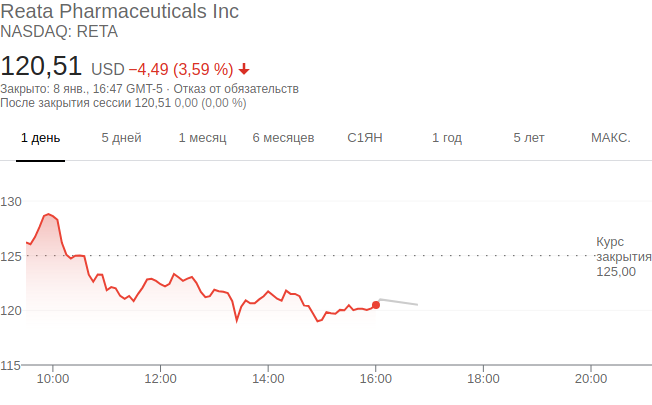 Reata Pharmaceuticals Inc
NASDAQ: RETA
120,51 USD −4,49 (3,59 %)
Закрыто: 8 янв., 16:47 GMT-5 · Отказ от обязательств
После закрытия сессии 120,51 0,00 (0,00 %)
1 день 5 дней 1 месяц 6 месяцев С1ЯН 1 год 5 лет МАКС.
130
125
120
115
Курс
закрытия
125,00
10:00 12:00 14:00 16:00 18:00 20:00